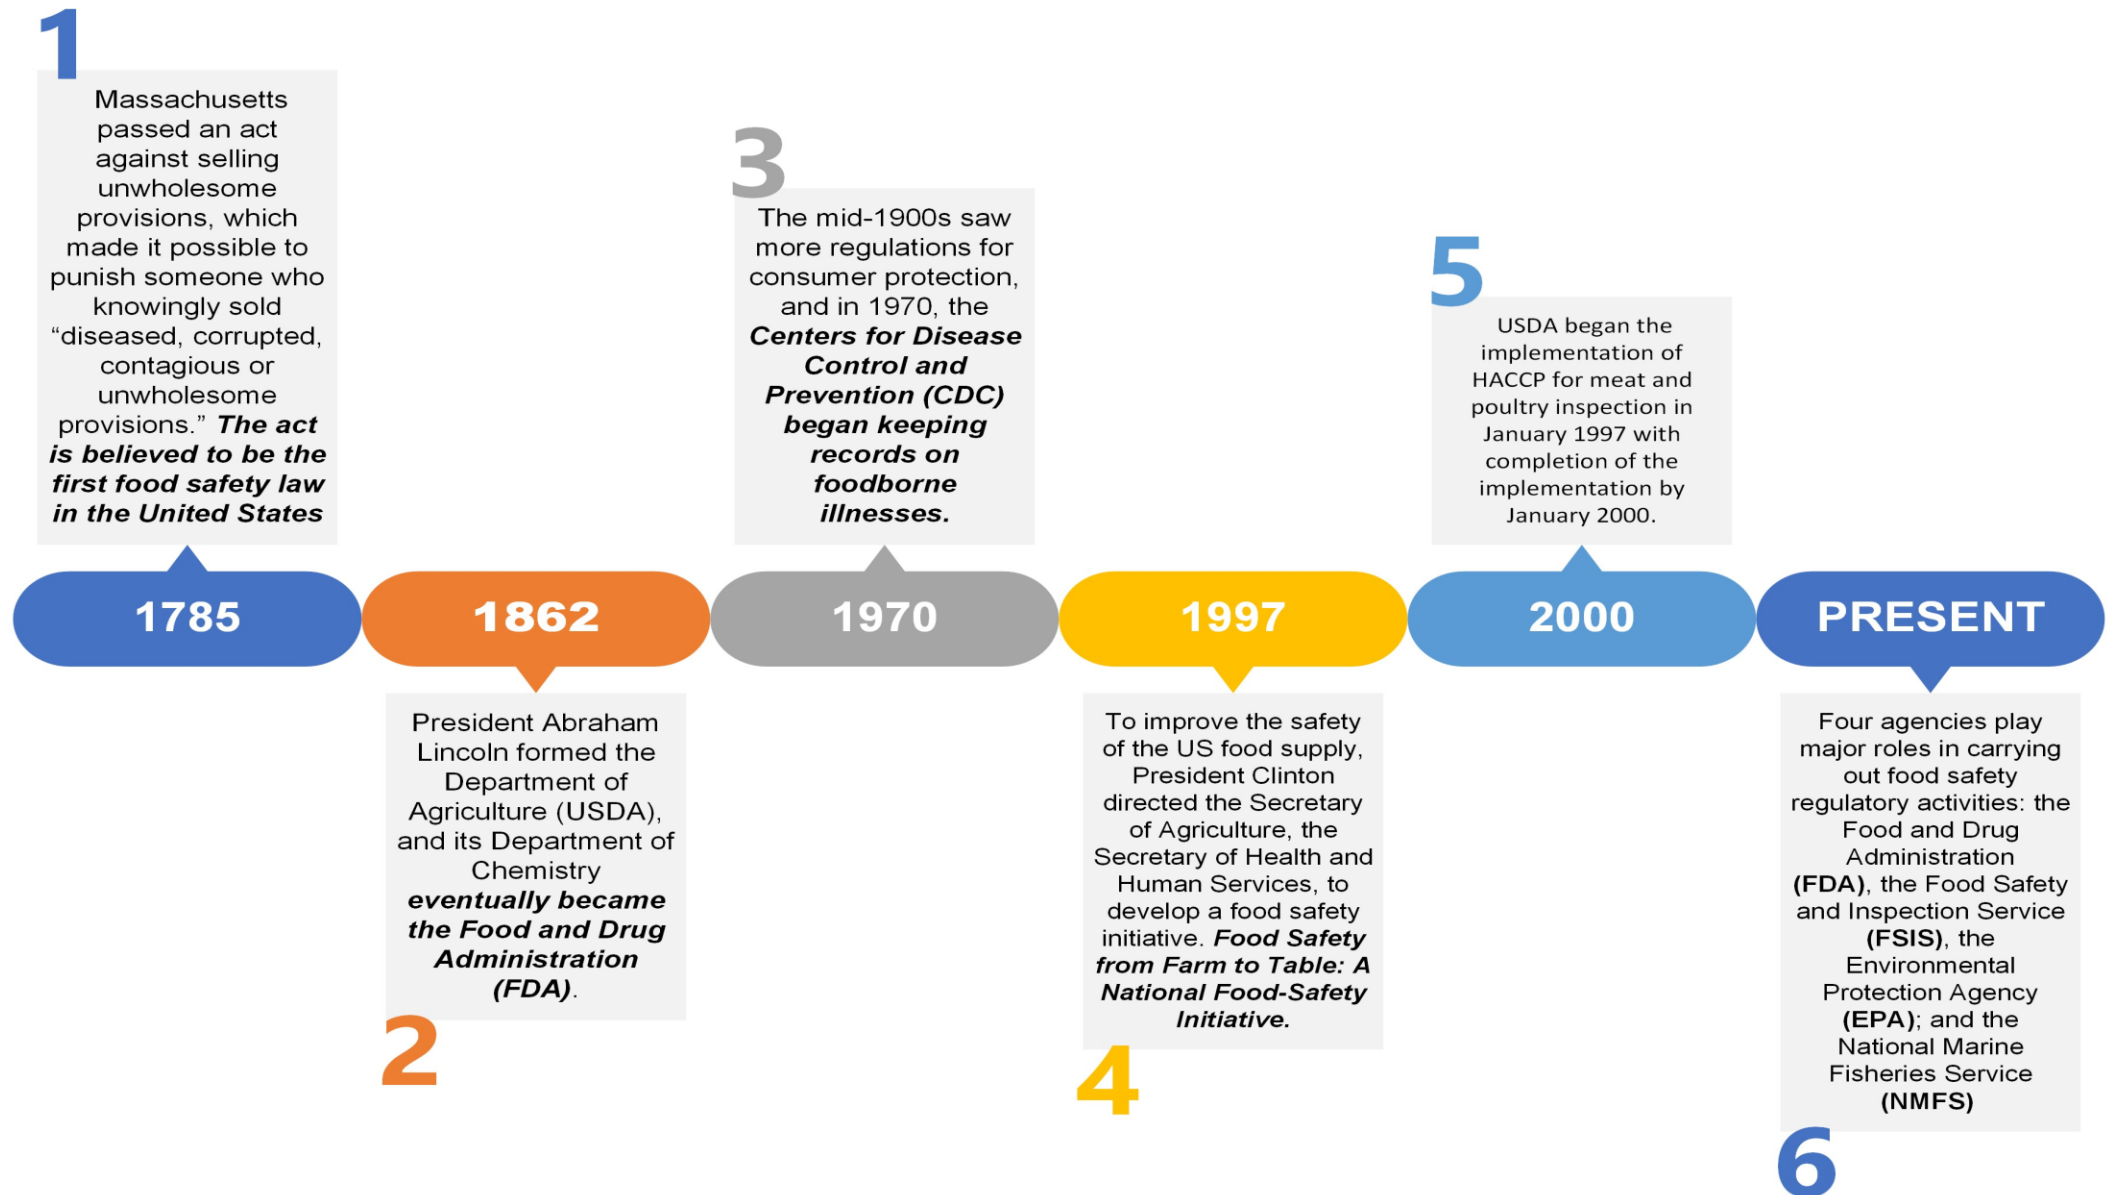 1
Massachusetts
passed an act
against selling
unwholesome
provisions, which
made it possible to
punish someone who
knowingly sold
“diseased, corrupted,
contagious or
unwholesome
provisions.” The act
is believed to be the
first food safety law
in the United States
1785
1862
President Abraham
Lincoln formed the
Department of
Agriculture (USDA),
and its Department of
Chemistry
eventually became
the Food and Drug
Administration
(FDA).
2
3
The mid-1900s saw
more regulations for
consumer protection,
and in 1970, the
Centers for Disease
Control and
Prevention (CDC)
began keeping
records on
foodborne
illnesses.
1970
1997
To improve the safety
of the US food supply,
President Clinton
directed the Secretary
of Agriculture, the
Secretary of Health and
Human Services, to
develop a food safety
initiative. Food Safety
from Farm to Table: A
National Food-Safety
Initiative.
4
5
USDA began the
implementation of
HACCP for meat and
poultry inspection in
January 1997 with
completion of the
implementation by
January 2000.
2000
PRESENT
Four agencies play
major roles in carrying
out food safety
regulatory activities: the
Food and Drug
Administration
(FDA), the Food Safety
and Inspection Service
(FSIS), the
Environmental
Protection Agency
(EPA); and the
National Marine
Fisheries Service
(NMFS)
6